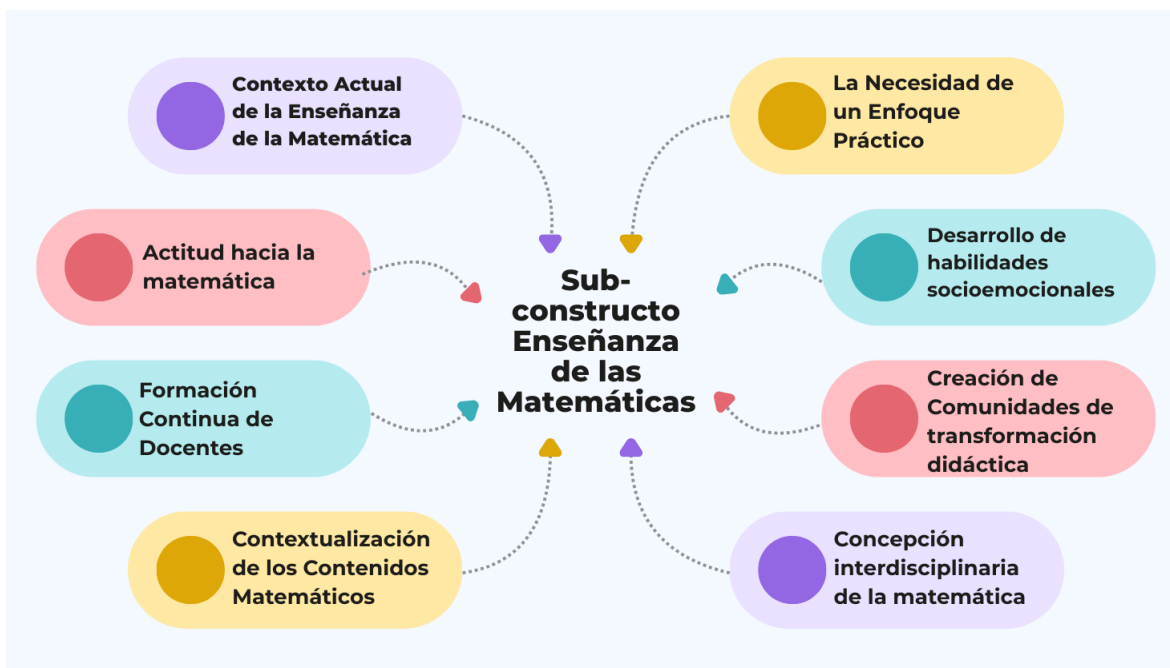 Contexto Actual
de la Enseñanza
de la Matemática
La Necesidad de
un Enfoque
Práctico
Actitud hacia la
matemática
Desarrollo de
habilidades
socioemocionales
Sub-
constructo
Enseñanza
de las
Matemáticas
Formación
Continua de
Docentes
Creación de
Comunidades de
transformación
didáctica
Contextualización
de los Contenidos
Matemáticos
Concepción
interdisciplinaria
de la matemática